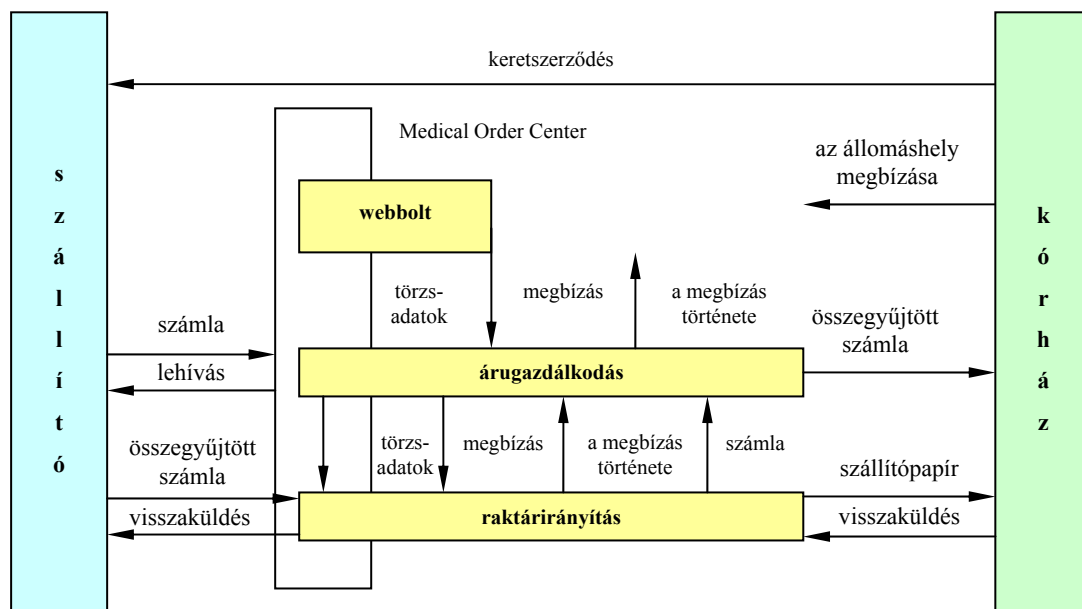 keretszerződés
Medical Order Center
az állomáshely
megbízása
s
z
á
l
l
í
t
ó
webbolt
k
ó
r
h
á
z
törzs-
adatok
megbízás
a megbízás
története
számla
lehívás
összegyűjtött
számla
árugazdálkodás
törzs-
adatok
megbízás
a megbízás
története
számla
összegyűjtött
számla
visszaküldés
raktárirányítás
szállítópapír
visszaküldés